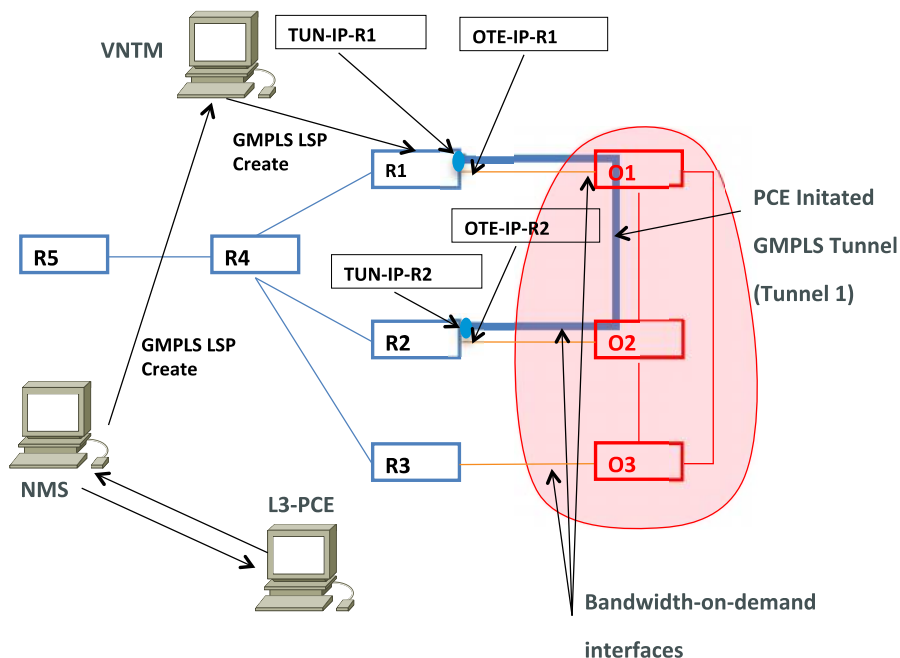 VNTM
TUN-IP-R1
OTE-IP-R1
GMPLS LSP
Create
R1
O1
PCE Initated
GMPLS Tunnel
(Tunnel 1)
OTE-IP-R2
R5
R4
TUN-IP-R2
R2
O2
GMPLS LSP
Create
R3
O3
NMS
L3-PCE
Bandwidth-on-demand
interfaces